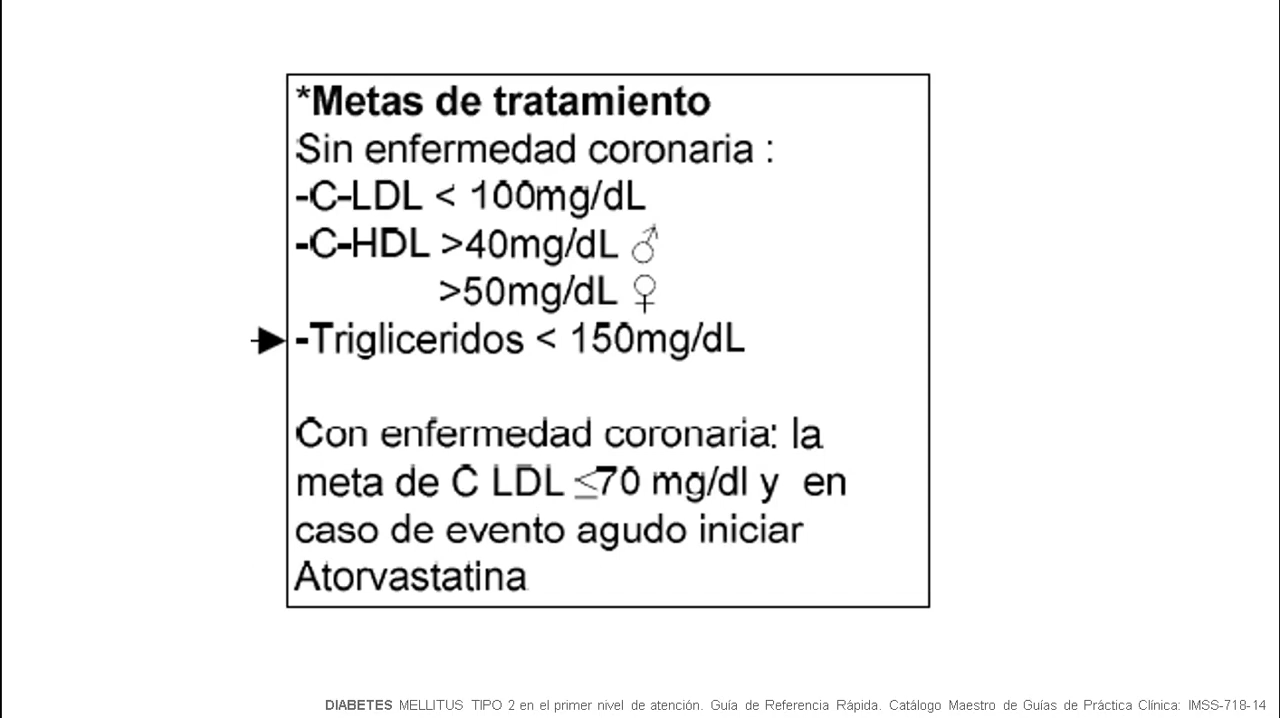 *Metas de tratamiento
Sin enfermedad coronaria :
-C-LDL < 100mg/dL
-C-HDL >40mg/dL ♂
>50mg/dL ♀
-Trigliceridos < 150mg/dL
Con enfermedad coronaria: la
meta de C LDL ≤70 mg/dl y en
caso de evento agudo iniciar
Atorvastatina
DIABETES MELLITUS TIPO 2 en el primer nivel de atención. Guía de Referencia Rápida. Catálogo Maestro de Guías de Práctica Clínica: IMSS-718-14